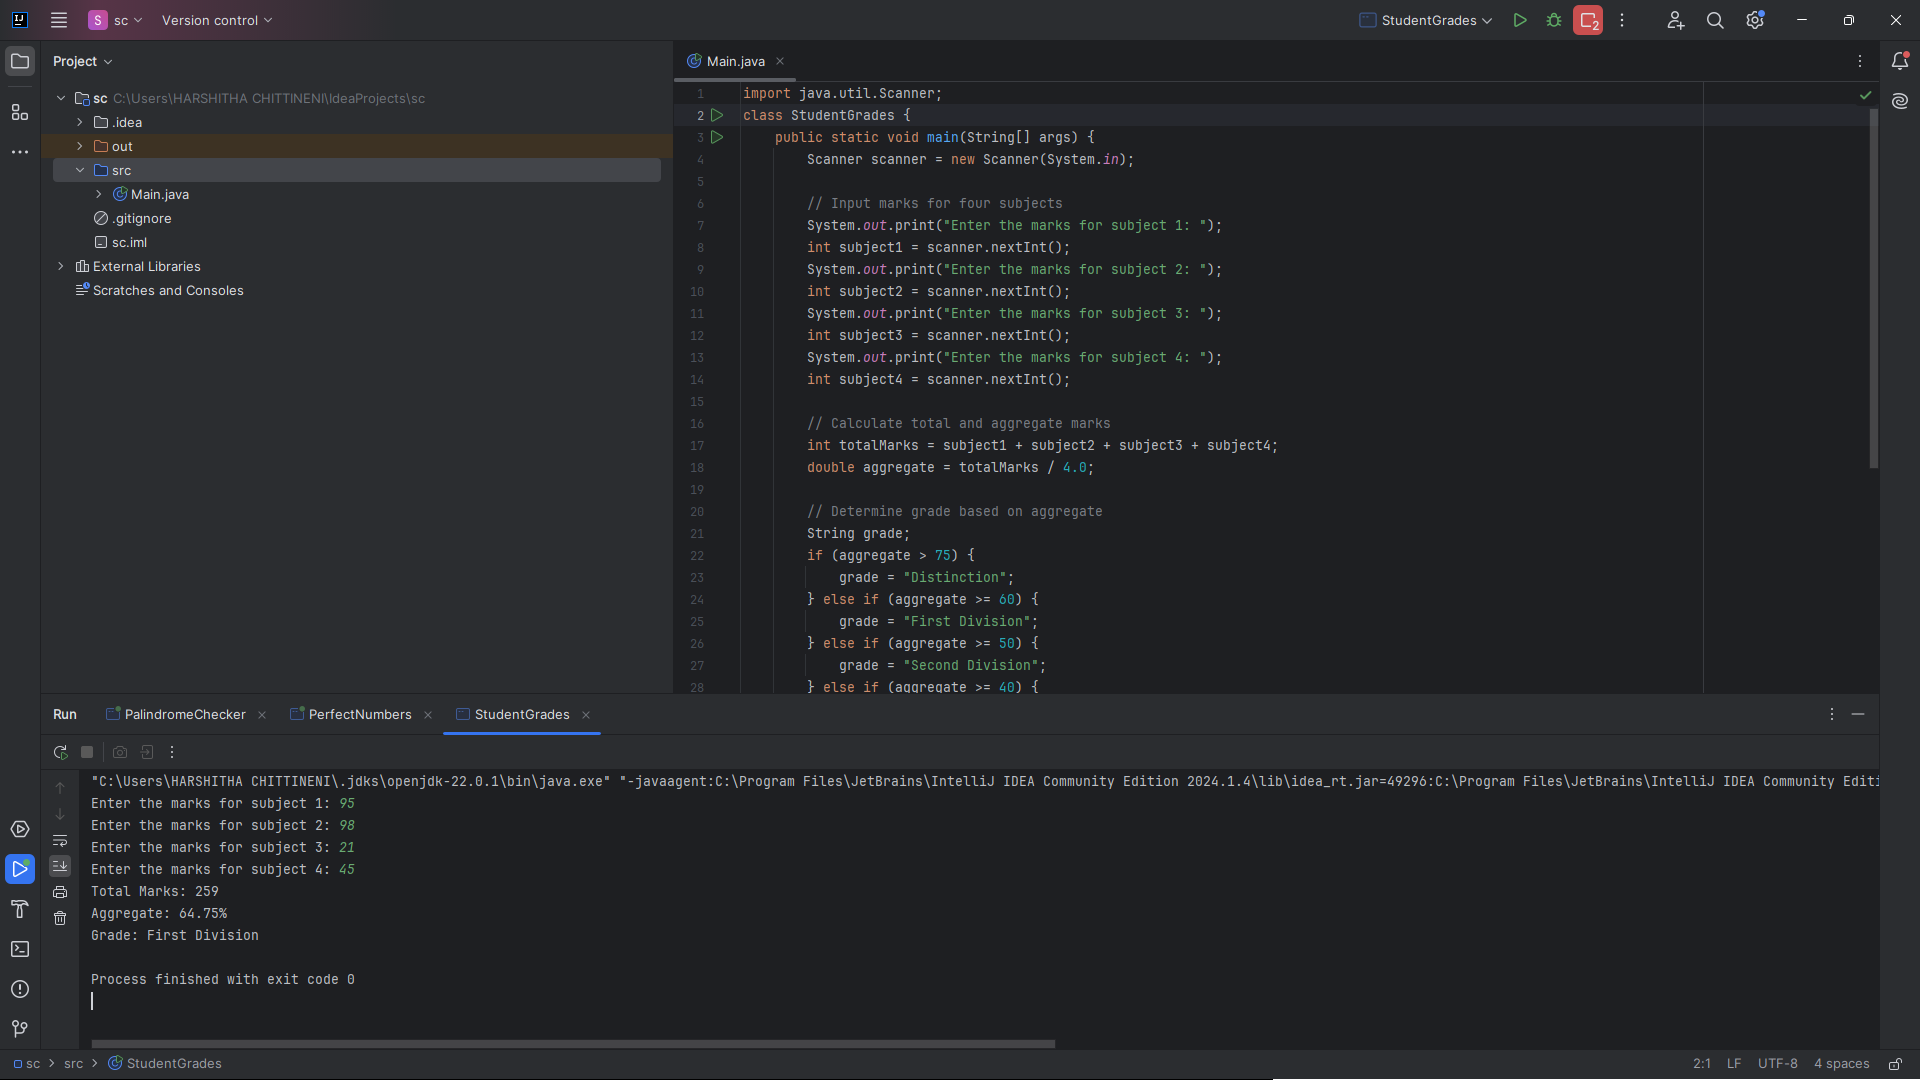 S sc Version control StudentGrades 2
Project
sc C:\Users\HARSHITHA CHITTINENI\IdeaProjects\sc
.idea
out
src
Main.java
.gitignore
sc.iml
External Libraries
Scratches and Consoles
Main.java
1 import java.util.Scanner;
2 class StudentGrades {
3 public static void main(String[] args) {
4 Scanner scanner = new Scanner(System.in);
5
6 // Input marks for four subjects
7 System.out.print("Enter the marks for subject 1: ");
8 int subject1 = scanner.nextInt();
9 System.out.print("Enter the marks for subject 2: ");
10 int subject2 = scanner.nextInt();
11 System.out.print("Enter the marks for subject 3: ");
12 int subject3 = scanner.nextInt();
13 System.out.print("Enter the marks for subject 4: ");
14 int subject4 = scanner.nextInt();
15
16 // Calculate total and aggregate marks
17 int totalMarks = subject1 + subject2 + subject3 + subject4;
18 double aggregate = totalMarks / 4.0;
19
20 // Determine grade based on aggregate
21 String grade;
22 if (aggregate > 75) {
23 grade = "Distinction";
24 } else if (aggregate >= 60) {
25 grade = "First Division";
26 } else if (aggregate >= 50) {
27 grade = "Second Division";
28 } else if (aggregate >= 40) {
Run PalindromeChecker PerfectNumbers StudentGrades
"C:\Users\HARSHITHA CHITTINENI\.jdks\openjdk-22.0.1\bin\java.exe" "-javaagent:C:\Program Files\JetBrains\IntelliJ IDEA Community Edition 2024.1.4\lib\idea_rt.jar=49296:C:\Program Files\JetBrains\IntelliJ IDEA Community Editi
Enter the marks for subject 1: 95
Enter the marks for subject 2: 98
Enter the marks for subject 3: 21
Enter the marks for subject 4: 45
Total Marks: 259
Aggregate: 64.75%
Grade: First Division
Process finished with exit code 0
sc src StudentGrades 2:1 LF UTF-8 4 spaces